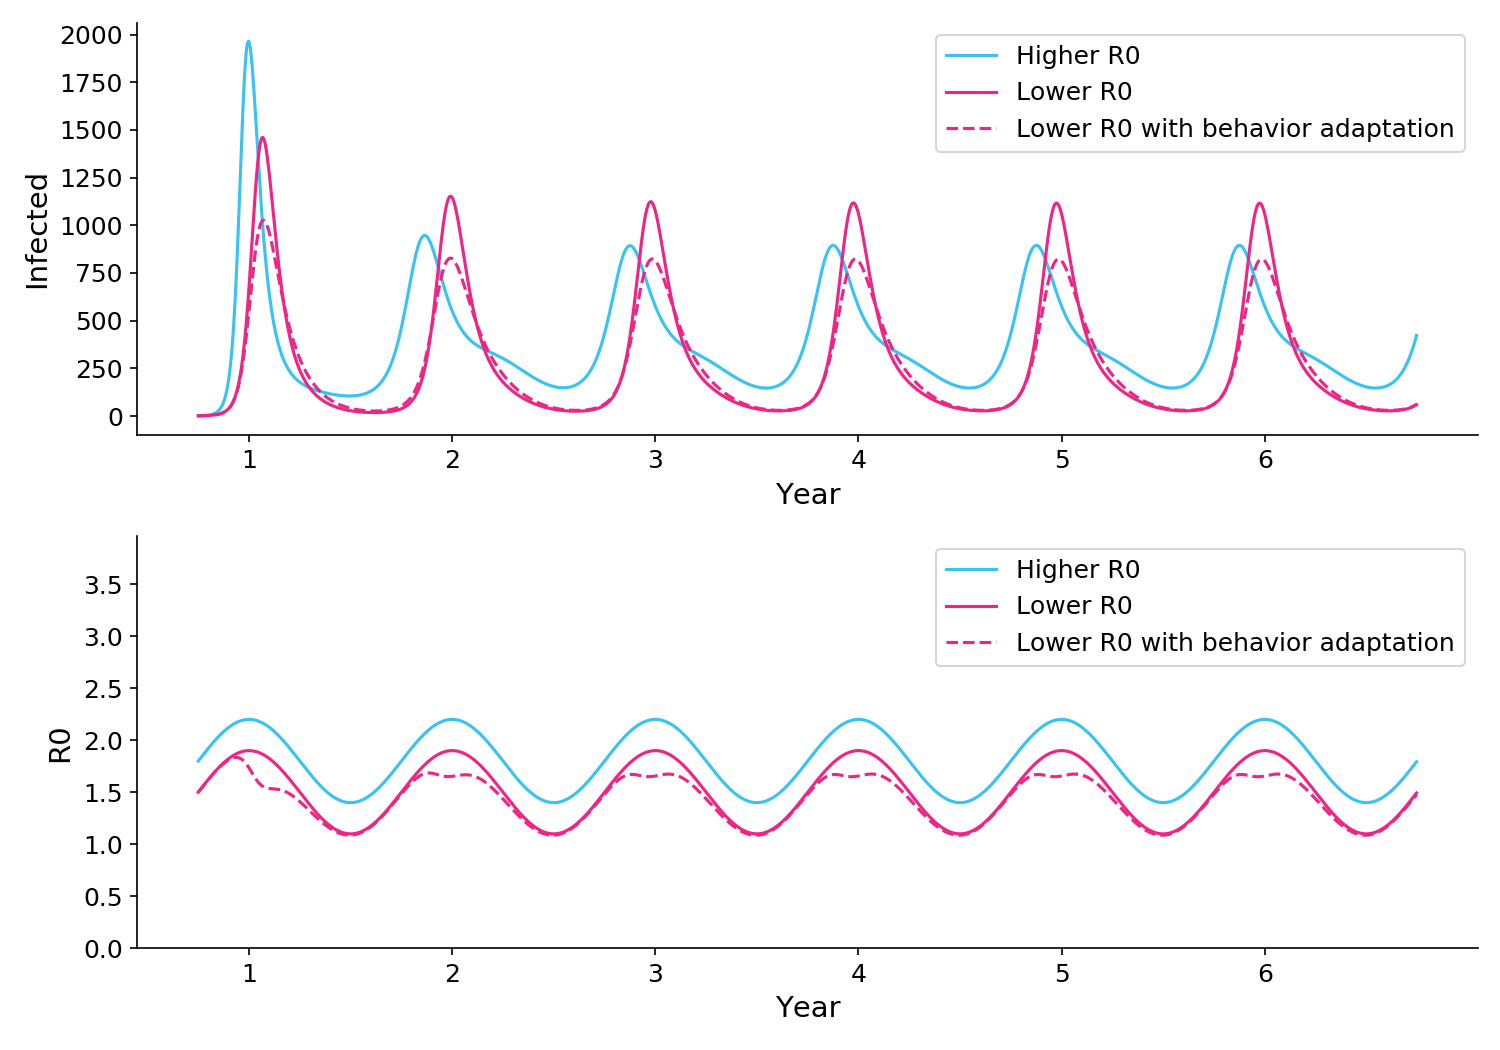 2000
1750
1500
1250
1000
750
500
250
0
Infected
Higher R0
Lower R0
Lower R0 with behavior adaptation
1 2 3 4 5 6
Year
3.5
3.0
2.5
2.0
1.5
1.0
0.5
0.0
R0
Higher R0
Lower R0
Lower R0 with behavior adaptation
1 2 3 4 5 6
Year